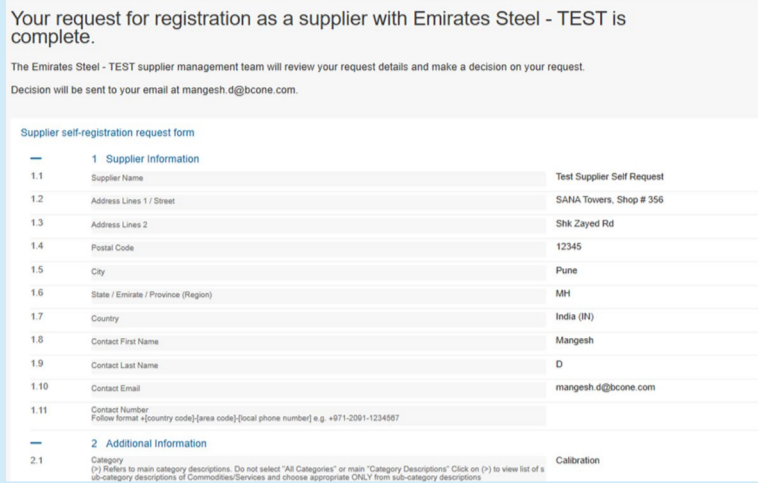 Your request for registration as a supplier with Emirates Steel - TEST is
complete.
The Emirates Steel - TEST supplier management team will review your request details and make a decision on your request.
Decision will be sent to your email at mangesh.d@bcone.com.
Supplier self-registration request form
— 1 Supplier Information
1.1 Supplier Name Test Supplier Self Request
1.2 Address Lines 1 / Street SANA Towers, Shop # 356
1.3 Address Lines 2 Shk Zayed Rd
1.4 Postal Code 12345
1.5 City Pune
1.6 State / Emirate / Province (Region) MH
1.7 Country India (IN)
1.8 Contact First Name Mangesh
1.9 Contact Last Name D
1.10 Contact Email mangesh.d@bcone.com
1.11 Contact Number
Follow format +[country code]-[area code]-[local phone number] e.g. +971-2091-1234567
— 2 Additional Information
2.1 Category Calibration
(>) Refers to main category descriptions. Do not select "All Categories" or main "Category Descriptions" Click on (>) to view list of s
ub-category descriptions of Commodities/Services and choose appropriate ONLY from sub-category descriptions